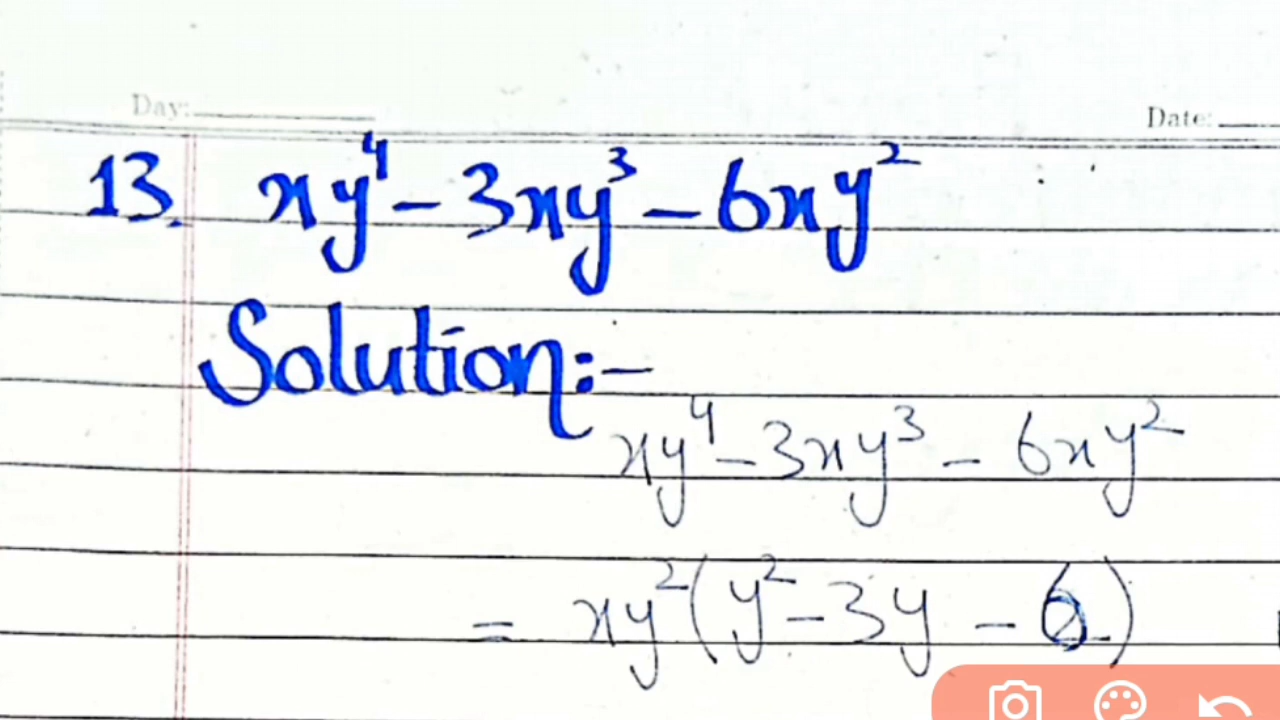 Day: Date:
13. xy⁴ - 3xy³ - 6xy²
Solution:-
xy⁴ - 3xy³ - 6xy²
= xy²(y² - 3y - 6)